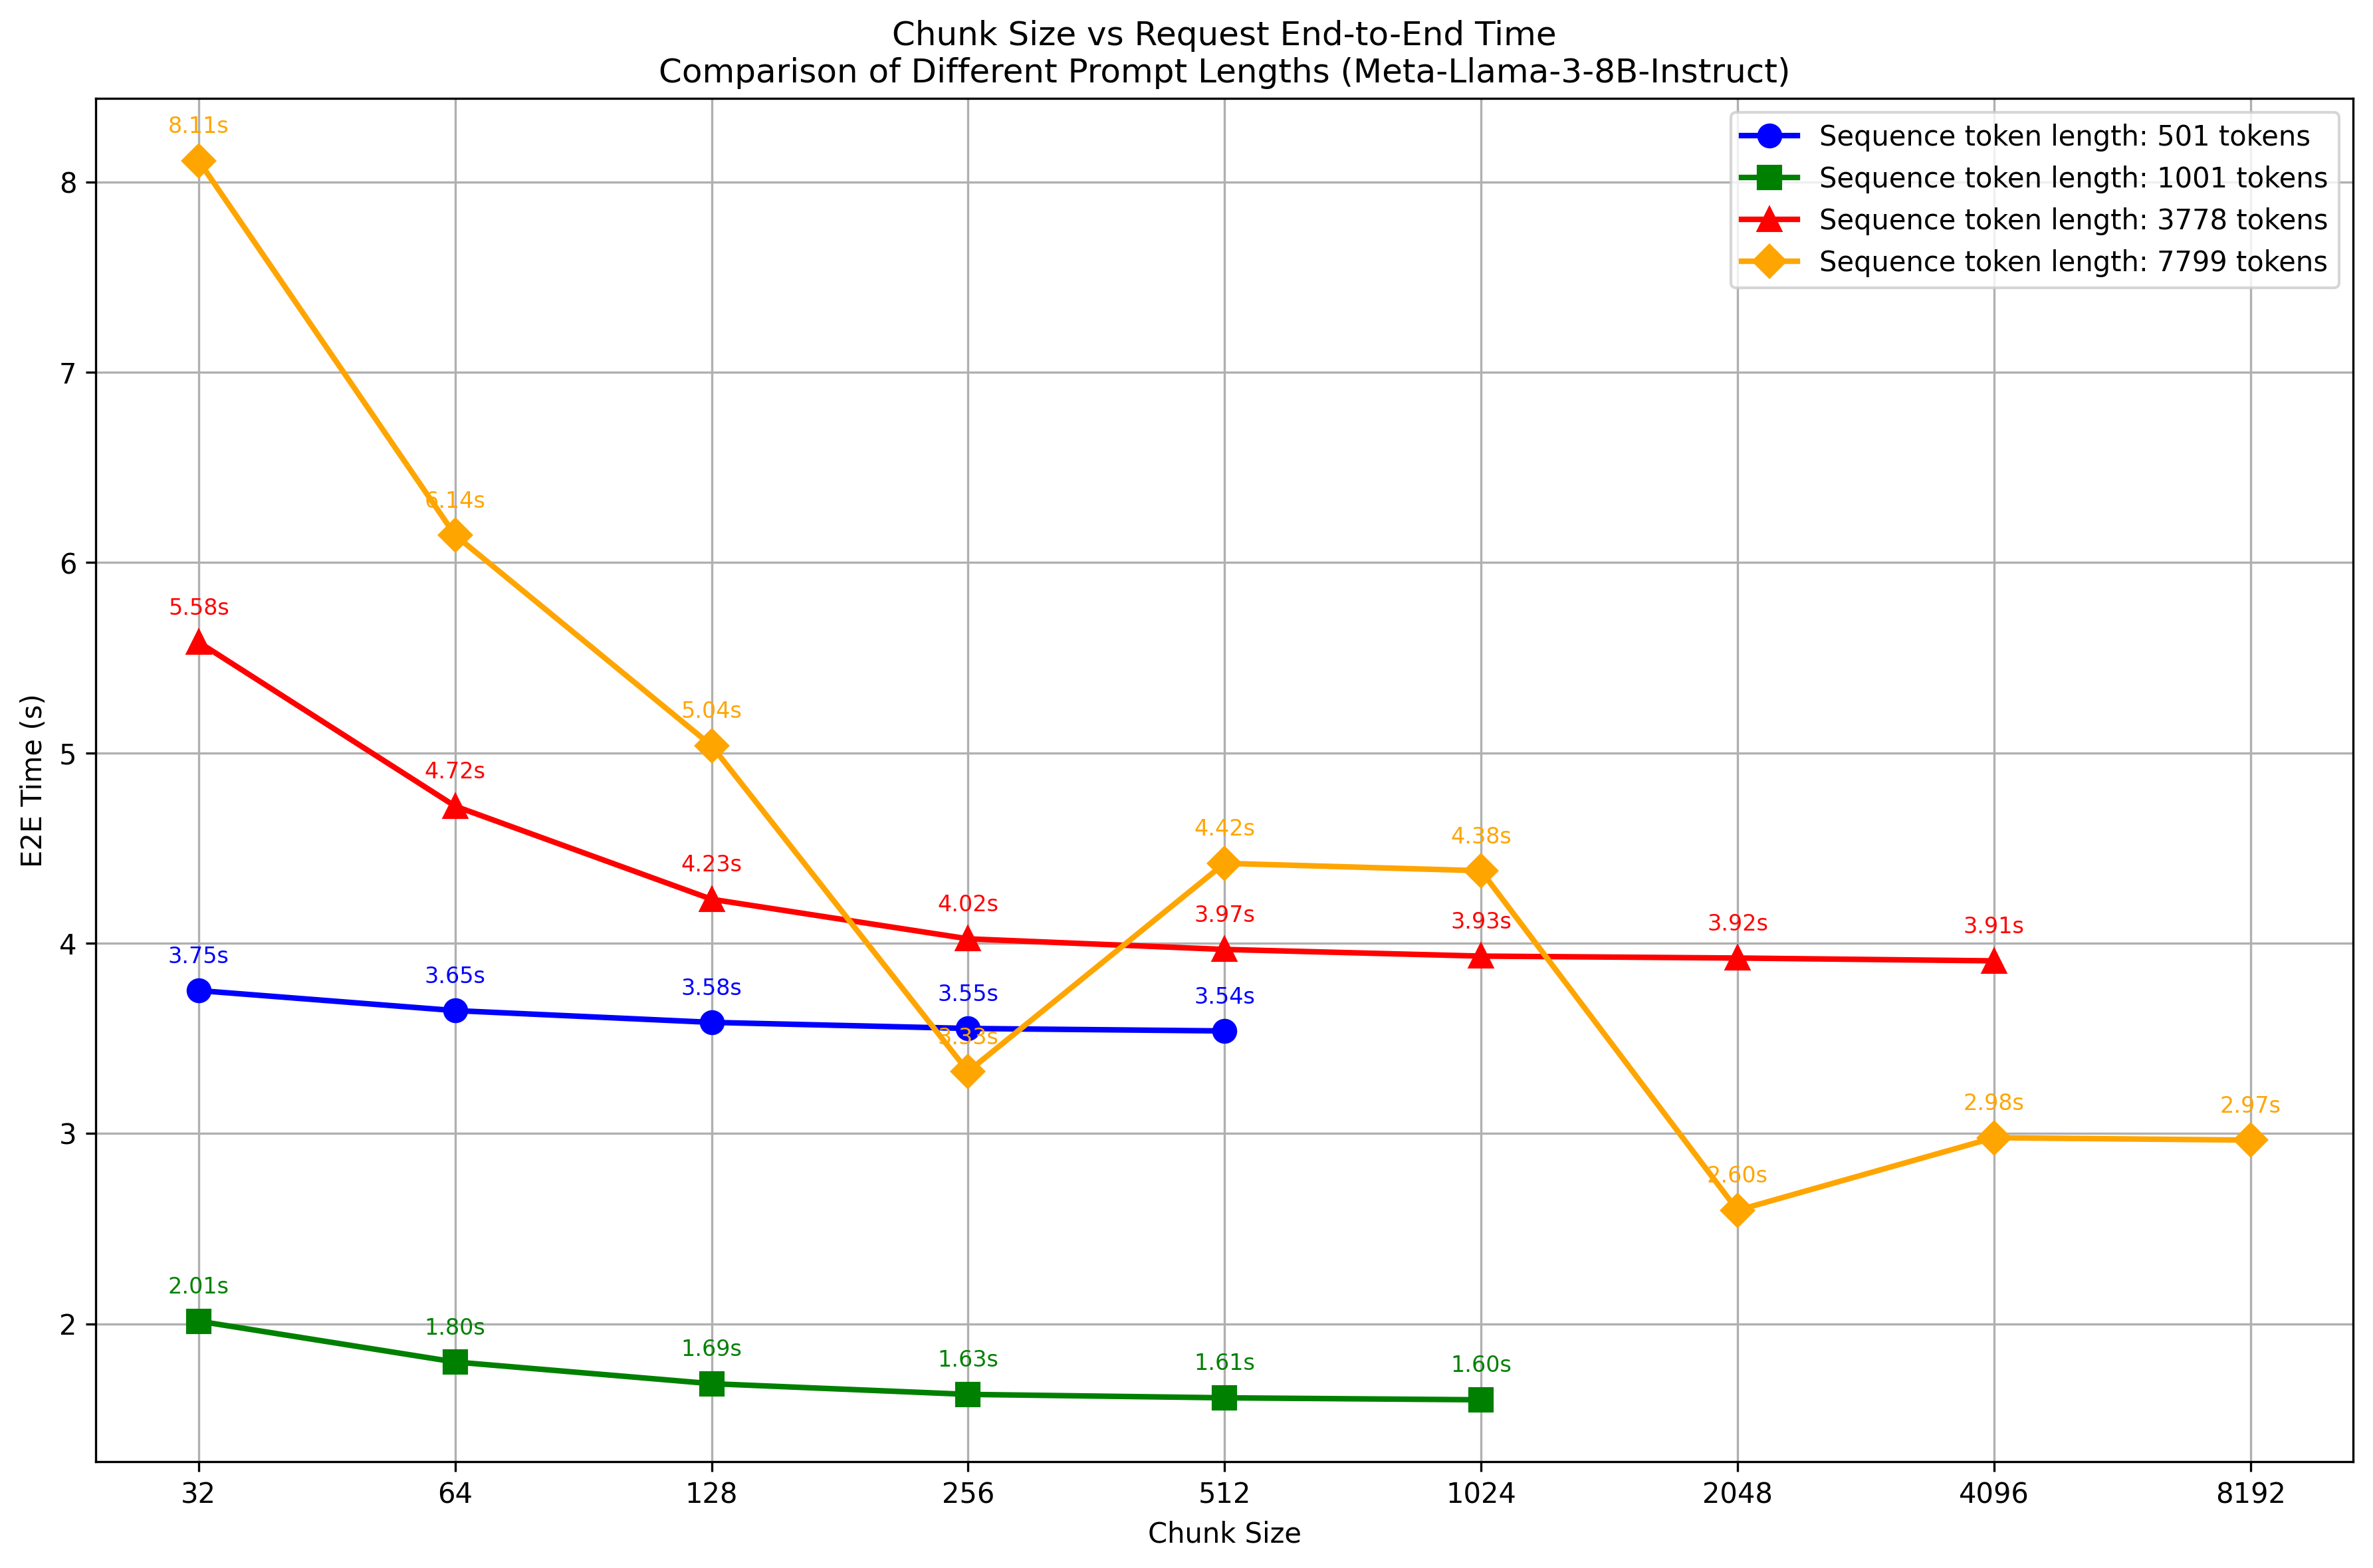 Chunk Size vs Request End-to-End Time
Comparison of Different Prompt Lengths (Meta-Llama-3-8B-Instruct)
Sequence token length: 501 tokens
Sequence token length: 1001 tokens
Sequence token length: 3778 tokens
Sequence token length: 7799 tokens
E2E Time (s)
8
7
6
5
4
3
2
8.11s
6.14s
5.04s
3.33s
4.42s
4.38s
2.60s
2.98s
2.97s
5.58s
4.72s
4.23s
4.02s
3.97s
3.93s
3.92s
3.91s
3.75s
3.65s
3.58s
3.55s
3.54s
2.01s
1.80s
1.69s
1.63s
1.61s
1.60s
32 64 128 256 512 1024 2048 4096 8192
Chunk Size